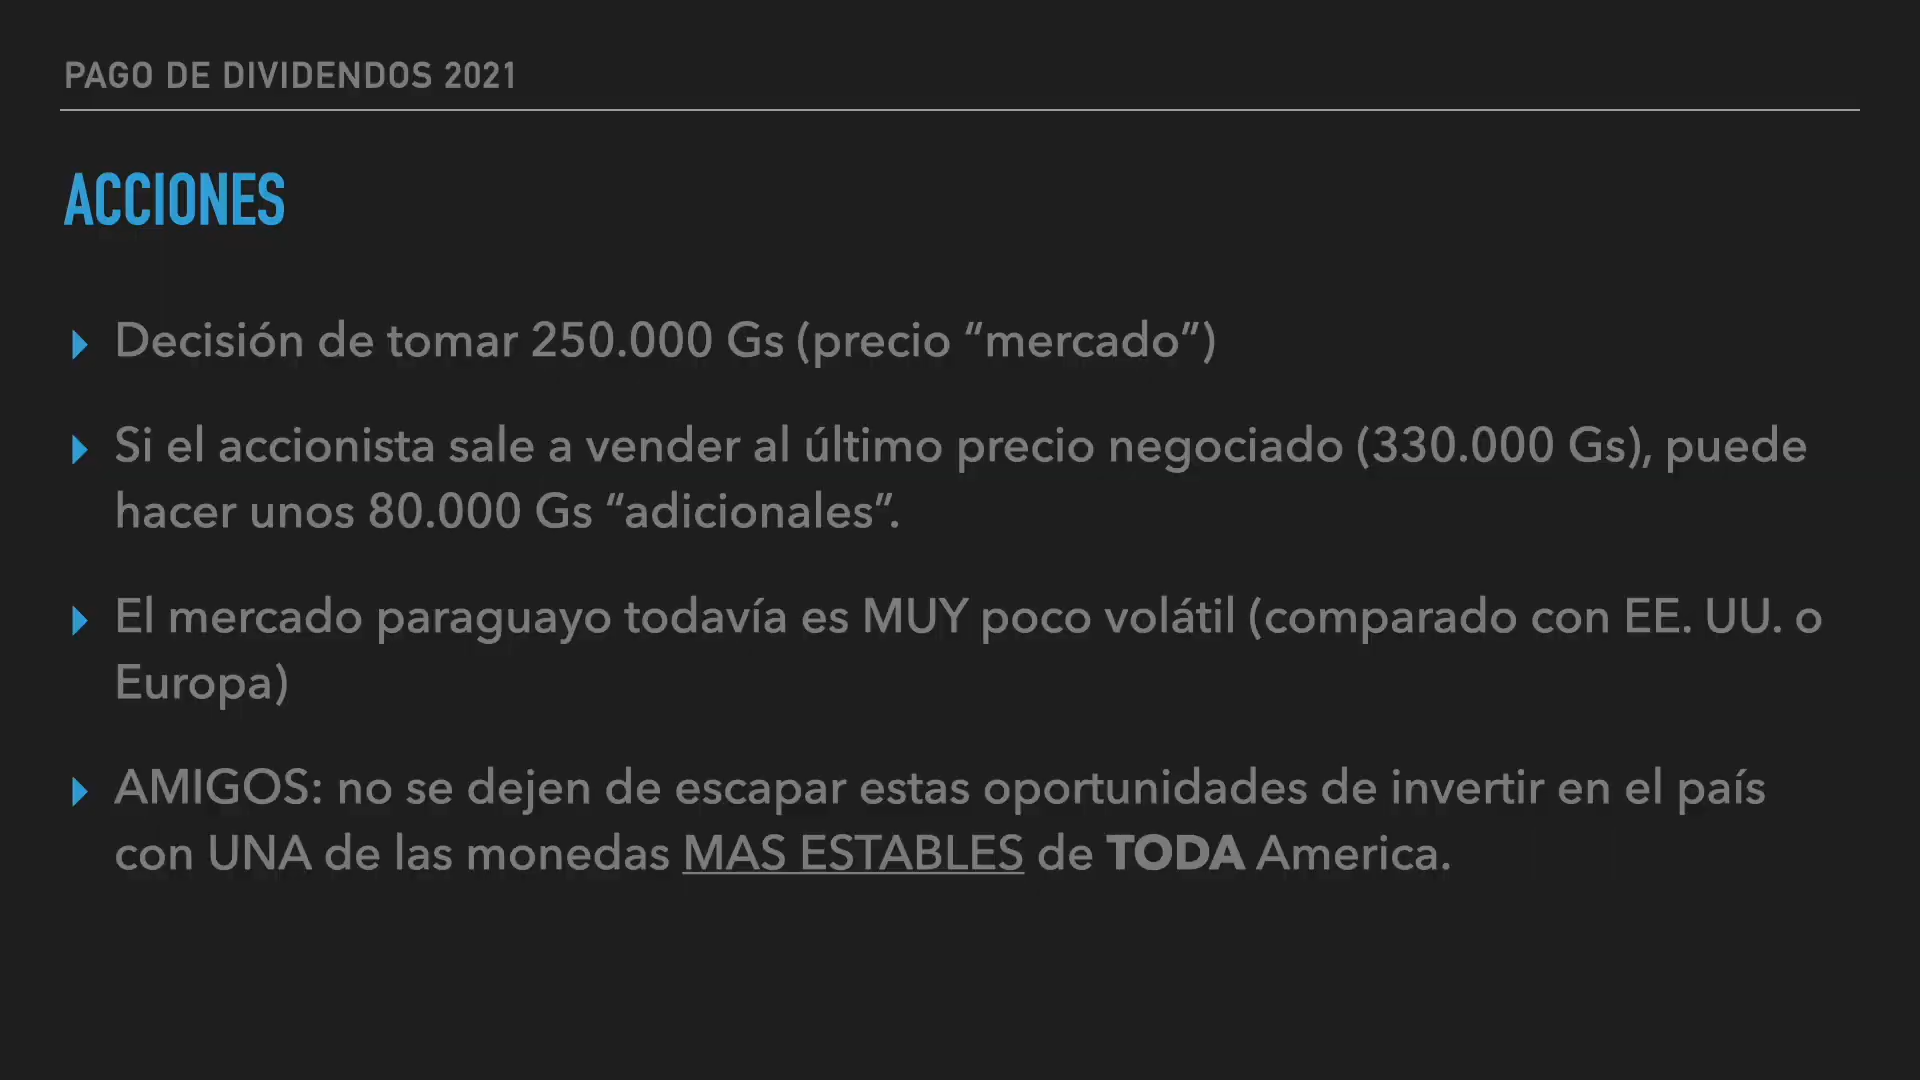 PAGO DE DIVIDENDOS 2021
ACCIONES
Decisión de tomar 250.000 Gs (precio “mercado”)
Si el accionista sale a vender al último precio negociado (330.000 Gs), puede
hacer unos 80.000 Gs “adicionales”.
El mercado paraguayo todavía es MUY poco volátil (comparado con EE. UU. o
Europa)
AMIGOS: no se dejen de escapar estas oportunidades de invertir en el país
con UNA de las monedas MAS ESTABLES de TODA America.